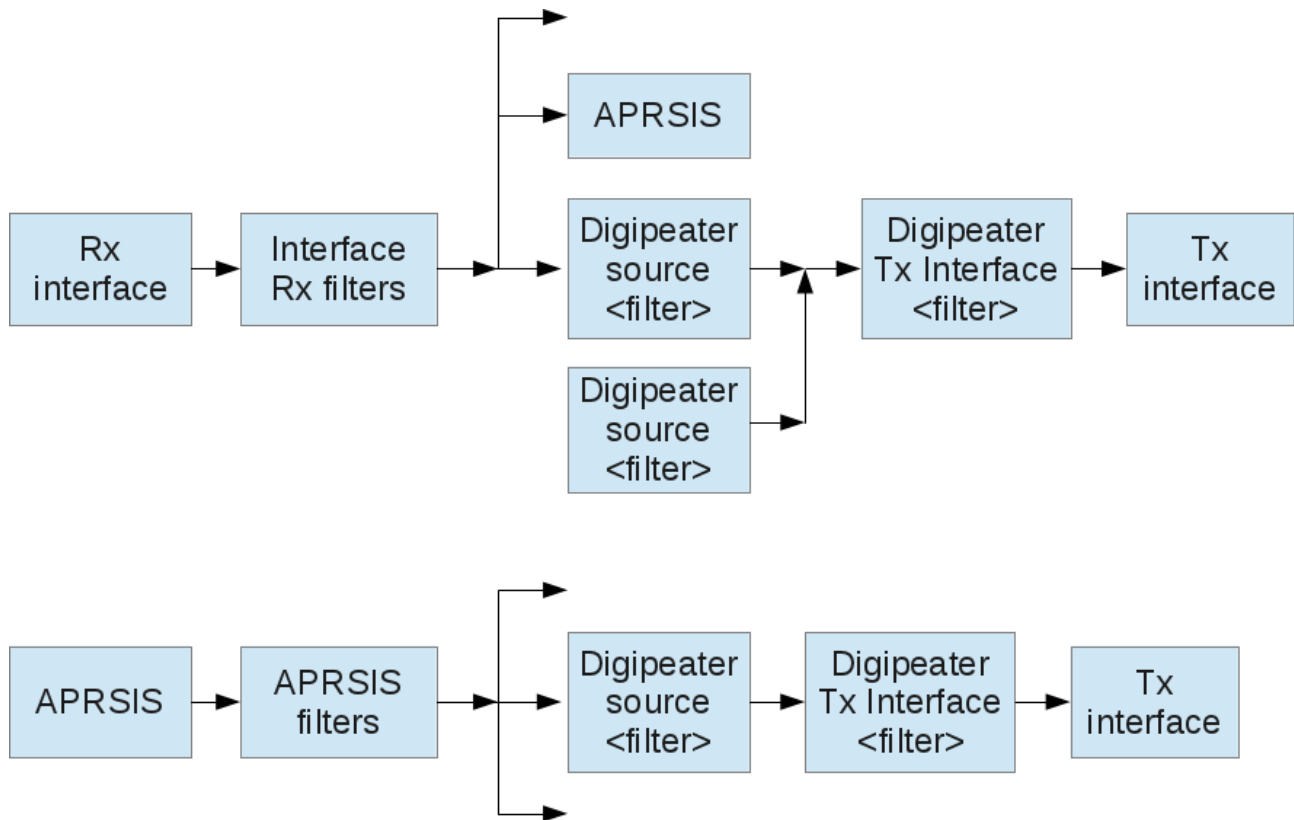 APRSIS
Rx
interface
Interface
Rx filters
Digipeater
source
<filter>
Digipeater
Tx Interface
<filter>
Tx
interface
Digipeater
source
<filter>
APRSIS
APRSIS
filters
Digipeater
source
<filter>
Digipeater
Tx Interface
<filter>
Tx
interface